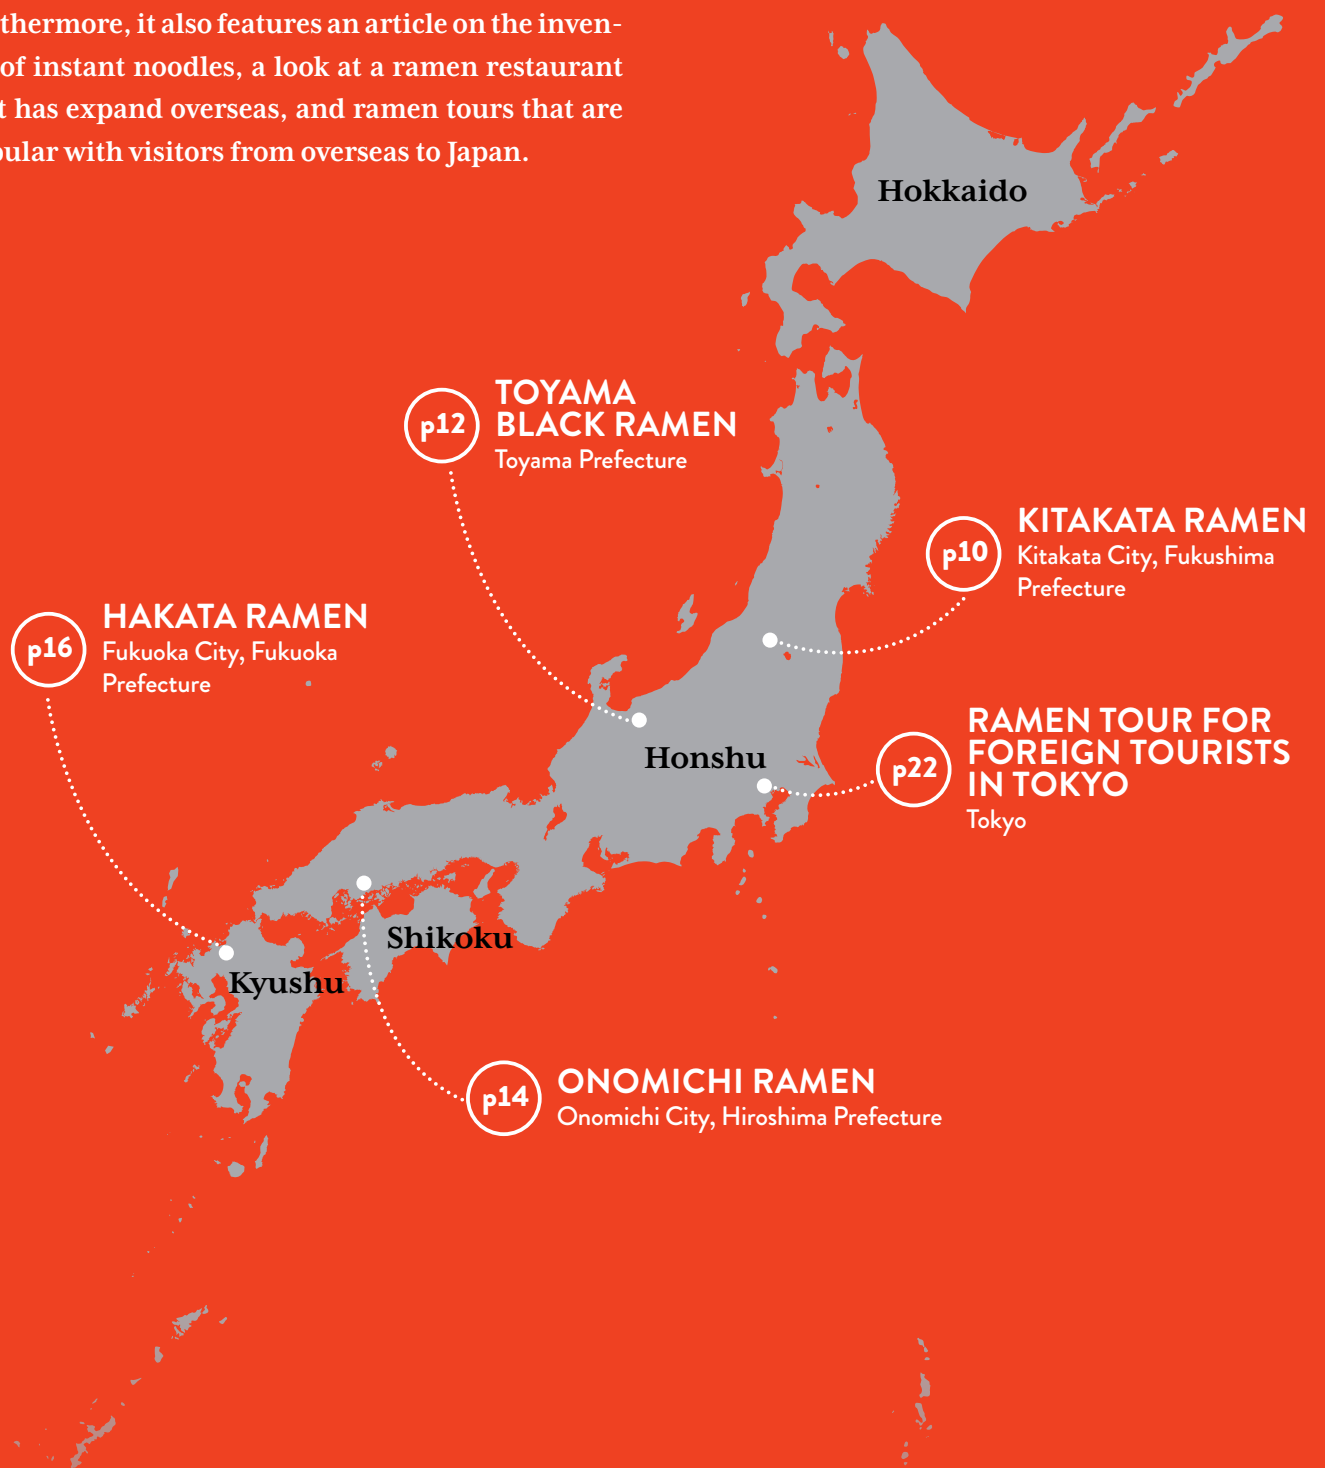 thermore, it also features an article on the inven-
of instant noodles, a look at a ramen restaurant
t has expand overseas, and ramen tours that are
pular with visitors from overseas to Japan.
Hokkaido
TOYAMA
BLACK RAMEN
p12
Toyama Prefecture
KITAKATA RAMEN
p10
Kitakata City, Fukushima
Prefecture
HAKATA RAMEN
p16
Fukuoka City, Fukuoka
Prefecture
RAMEN TOUR FOR
FOREIGN TOURISTS
IN TOKYO
p22
Tokyo
Honshu
Shikoku
Kyushu
ONOMICHI RAMEN
p14
Onomichi City, Hiroshima Prefecture